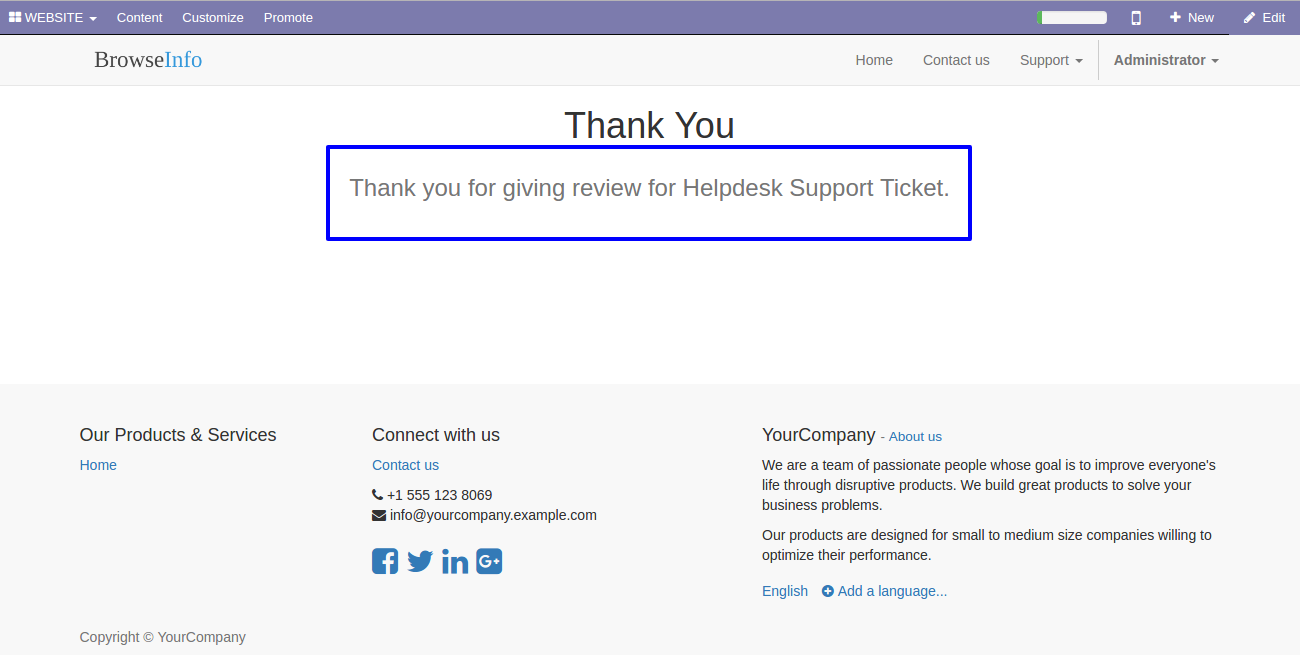 WEBSITE Content Customize Promote New Edit
BrowseInfo Home Contact us Support Administrator
Thank You
Thank you for giving review for Helpdesk Support Ticket.
Our Products & Services
Home
Connect with us
Contact us
+1 555 123 8069
info@yourcompany.example.com
YourCompany - About us
We are a team of passionate people whose goal is to improve everyone's
life through disruptive products. We build great products to solve your
business problems.
Our products are designed for small to medium size companies willing to
optimize their performance.
English Add a language...
Copyright © YourCompany